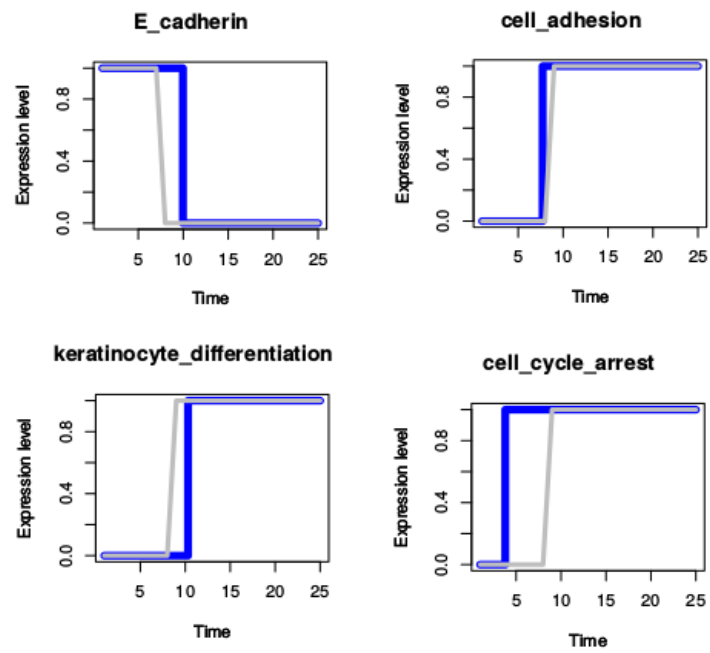 E_cadherin
Expression level
0.0 0.4 0.8
5 10 15 20 25
Time
cell_adhesion
Expression level
0.0 0.4 0.8
5 10 15 20 25
Time
keratinocyte_differentiation
Expression level
0.0 0.4 0.8
5 10 15 20 25
Time
cell_cycle_arrest
Expression level
0.0 0.4 0.8
5 10 15 20 25
Time